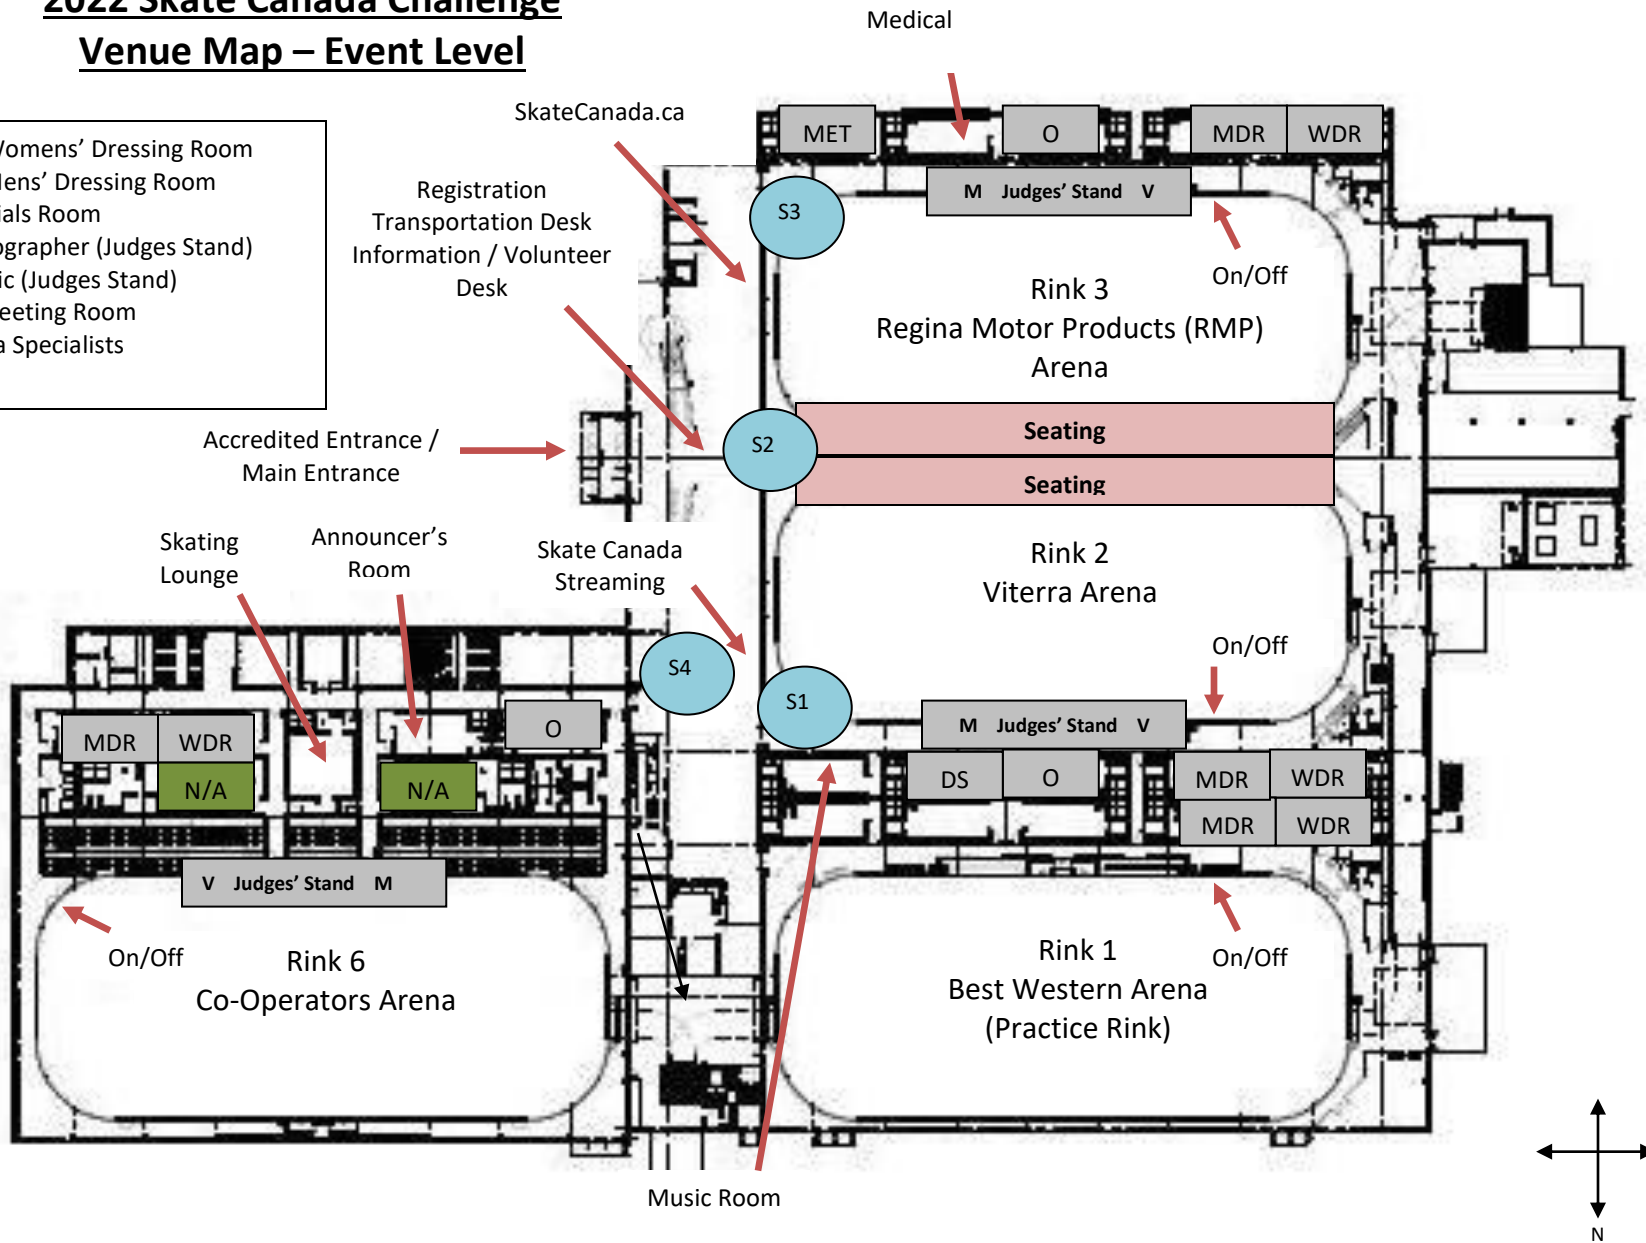 2022 Skate Canada Challenge
Venue Map – Event Level
Medical
SkateCanada.ca
Womens’ Dressing Room
Mens’ Dressing Room
ials Room
ographer (Judges Stand)
ic (Judges Stand)
eeting Room
a Specialists
Registration
Transportation Desk
Information / Volunteer
Desk
Accredited Entrance /
Main Entrance
MET
O
MDR
WDR
M Judges’ Stand V
S3
On/Off
Rink 3
Regina Motor Products (RMP)
Arena
S2
Seating
Seating
Skating
Lounge
Announcer’s
Room
Skate Canada
Streaming
Rink 2
Viterra Arena
On/Off
S4
S1
M Judges’ Stand V
MDR
WDR
O
N/A
N/A
DS
O
MDR
WDR
MDR
WDR
V Judges’ Stand M
On/Off
Rink 6
Co-Operators Arena
Rink 1
Best Western Arena
(Practice Rink)
On/Off
Music Room
N